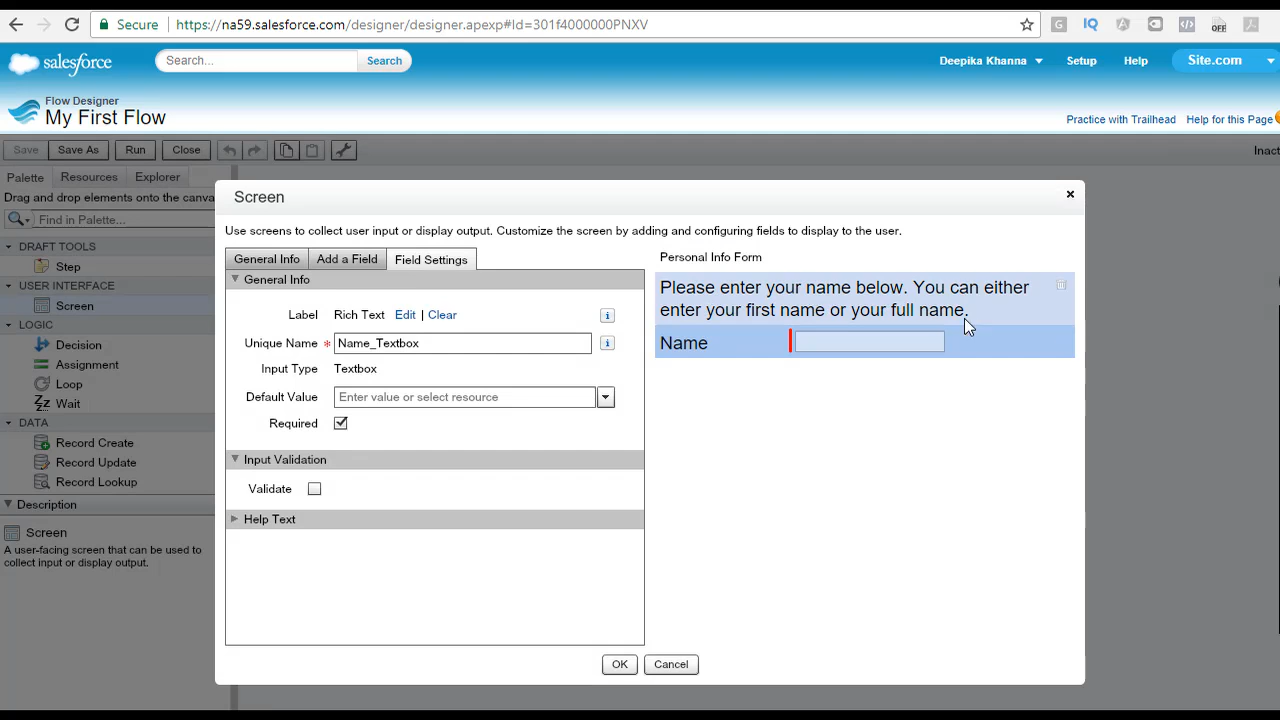 Secure https://na59.salesforce.com/designer/designer.apexp#Id=301f4000000PNXV
G IQ OFF
salesforce Search... Search Deepika Khanna Setup Help Site.com
Flow Designer
My First Flow
Practice with Trailhead Help for this Page
Save Save As Run Close
Inac
Palette Resources Explorer
Drag and drop elements onto the canva
Find in Palette...
DRAFT TOOLS
Step
USER INTERFACE
Screen
LOGIC
Decision
Assignment
Loop
Wait
DATA
Record Create
Record Update
Record Lookup
Description
Screen
A user-facing screen that can be used to
collect input or display output.
Screen
Use screens to collect user input or display output. Customize the screen by adding and configuring fields to display to the user.
General Info Add a Field Field Settings
General Info
Label Rich Text Edit | Clear
Unique Name * Name_Textbox
Input Type Textbox
Default Value Enter value or select resource
Required
Input Validation
Validate
Help Text
Personal Info Form
Please enter your name below. You can either
enter your first name or your full name.
Name
OK Cancel